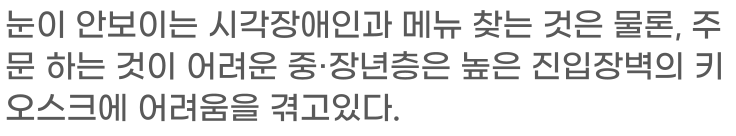 눈이 안보이는 시각장애인과 메뉴 찾는 것은 물론, 주
문 하는 것이 어려운 중·장년층은 높은 진입장벽의 키
오스크에 어려움을 겪고있다.